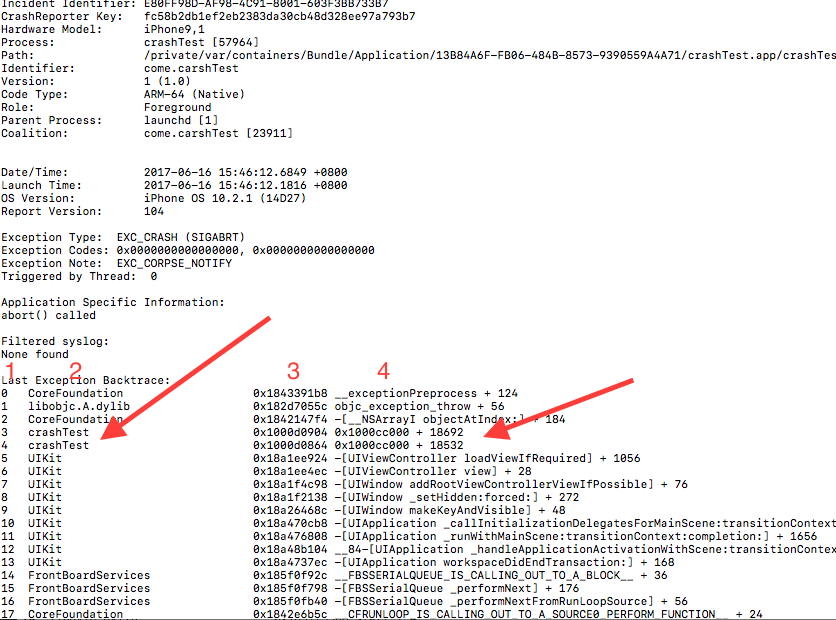 Incident Identifier: E80FF98D-AF98-4C91-8001-603F3BB733B7
CrashReporter Key:   fc58b2db1ef2eb2383da30cb48d328ee97a793b7
Hardware Model:      iPhone9,1
Process:             crashTest [57964]
Path:                /private/var/containers/Bundle/Application/13B84A6F-FB06-484B-8573-9390559A4A71/crashTest.app/crashTes
Identifier:          come.carshTest
Version:             1 (1.0)
Code Type:           ARM-64 (Native)
Role:                Foreground
Parent Process:      launchd [1]
Coalition:           come.carshTest [23911]
Date/Time:           2017-06-16 15:46:12.6849 +0800
Launch Time:         2017-06-16 15:46:12.1816 +0800
OS Version:          iPhone OS 10.2.1 (14D27)
Report Version:      104
Exception Type:  EXC_CRASH (SIGABRT)
Exception Codes: 0x0000000000000000, 0x0000000000000000
Exception Note:  EXC_CORPSE_NOTIFY
Triggered by Thread:  0
Application Specific Information:
abort() called
Filtered syslog:
None found
1 2 3 4
Last Exception Backtrace:
0   CoreFoundation                0x1843391b8 __exceptionPreprocess + 124
1   libobjc.A.dylib               0x182d7055c objc_exception_throw + 56
2   CoreFoundation                0x1842147f4 -[__NSArrayI objectAtIndex:] + 184
3   crashTest                     0x1000d0904 0x1000cc000 + 18692
4   crashTest                     0x1000d0864 0x1000cc000 + 18532
5   UIKit                         0x18a1ee924 -[UIViewController loadViewIfRequired] + 1056
6   UIKit                         0x18a1ee4ec -[UIViewController view] + 28
7   UIKit                         0x18a1f4c98 -[UIWindow addRootViewControllerViewIfPossible] + 76
8   UIKit                         0x18a1f2138 -[UIWindow _setHidden:forced:] + 272
9   UIKit                         0x18a26468c -[UIWindow makeKeyAndVisible] + 48
10  UIKit                         0x18a470cb8 -[UIApplication _callInitializationDelegatesForMainScene:transitionContext
11  UIKit                         0x18a476808 -[UIApplication _runWithMainScene:transitionContext:completion:] + 1656
12  UIKit                         0x18a48b104 __84-[UIApplication _handleApplicationActivationWithScene:transitionContex
13  UIKit                         0x18a4737ec -[UIApplication workspaceDidEndTransaction:] + 168
14  FrontBoardServices            0x185f0f92c __FBSSERIALQUEUE_IS_CALLING_OUT_TO_A_BLOCK__ + 36
15  FrontBoardServices            0x185f0f798 -[FBSSerialQueue _performNext] + 176
16  FrontBoardServices            0x185f0fb40 -[FBSSerialQueue _performNextFromRunLoopSource] + 56
17  CoreFoundation                0x1842e6b5c __CFRUNLOOP_IS_CALLING_OUT_TO_A_SOURCE0_PERFORM_FUNCTION__ + 24